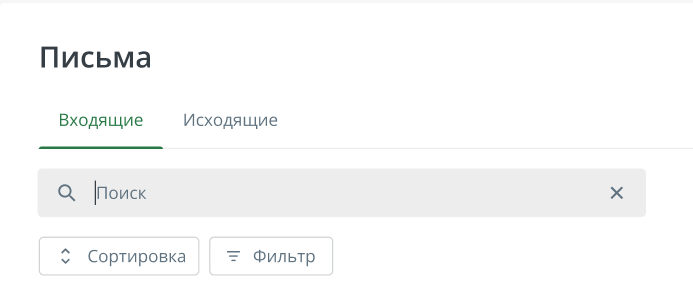 Письма
Входящие Исходящие
Поиск
Сортировка Фильтр